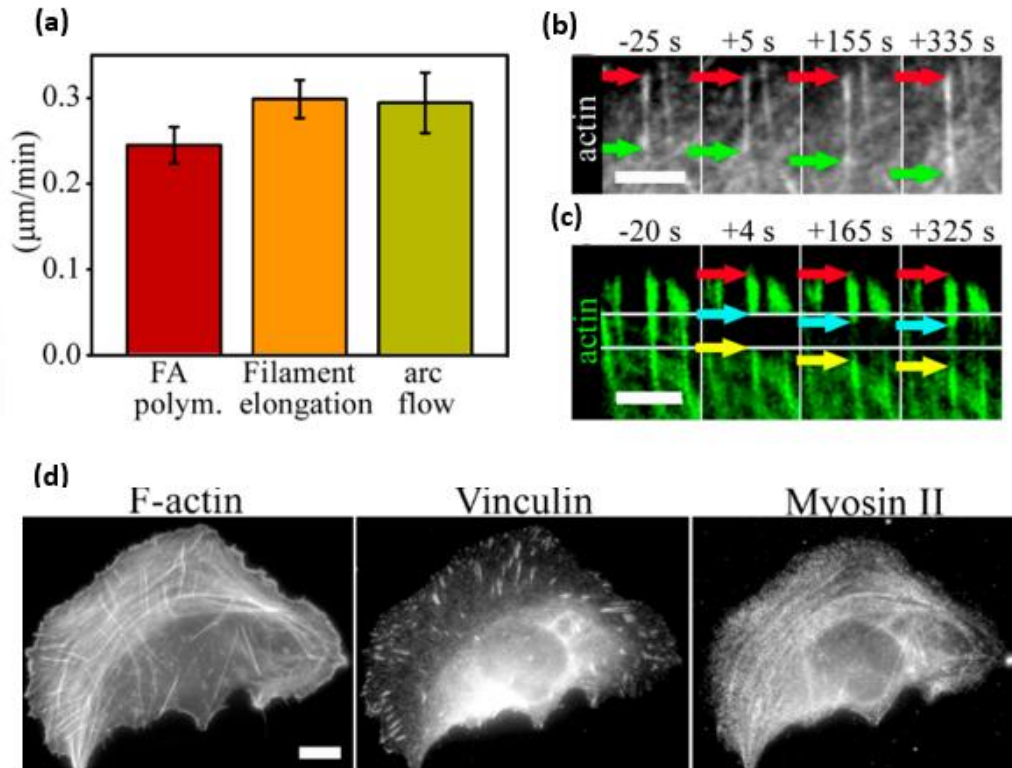 (a)
(μm/min)
0.3
0.2
0.1
0.0
FA polym.
Filament elongation
arc flow
(b)
-25 s +5 s +155 s +335 s
actin
(c)
-20 s +4 s +165 s +325 s
actin
(d)
F-actin Vinculin Myosin II